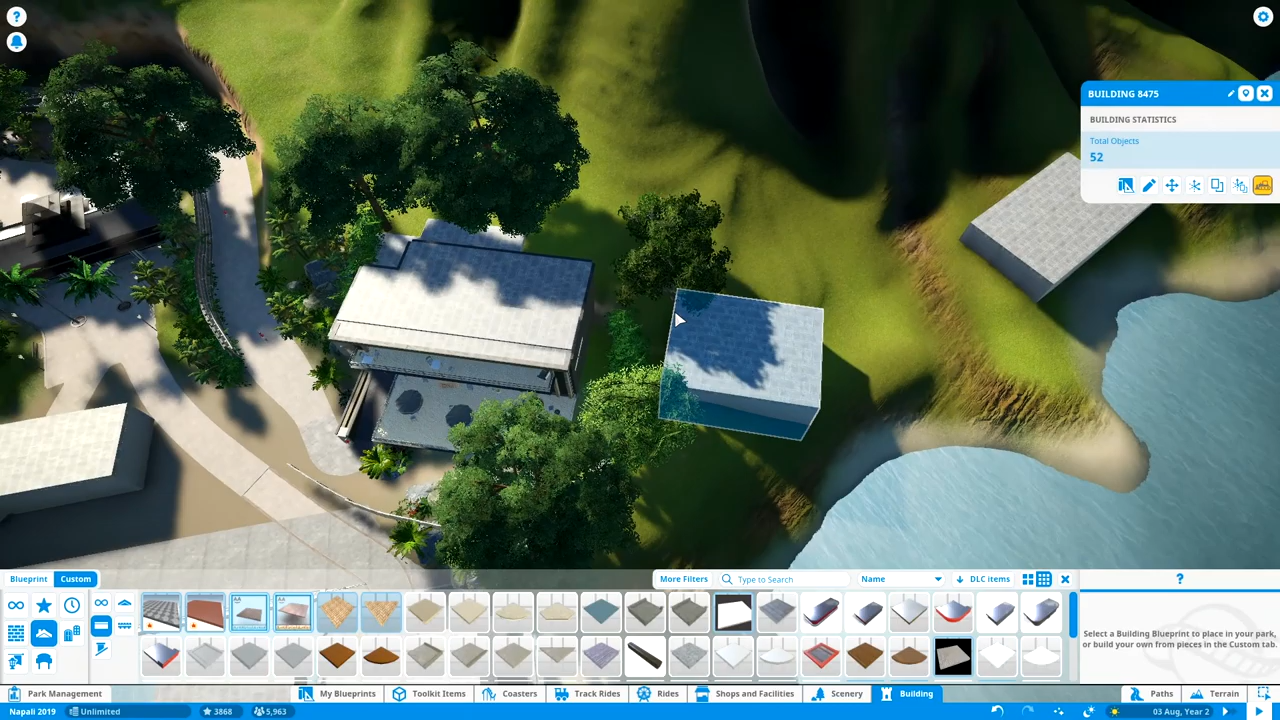 ?
BUILDING 8475
BUILDING STATISTICS
Total Objects
52
Blueprint
Custom
More Filters
Type to Search
Name
DLC items
?
Select a Building Blueprint to place in your park,
or build your own from pieces in the Custom tab.
Park Management
My Blueprints
Toolkit Items
Coasters
Track Rides
Rides
Shops and Facilities
Scenery
Building
Paths
Terrain
Napali 2019
Unlimited
3868
5,963
03 Aug, Year 2